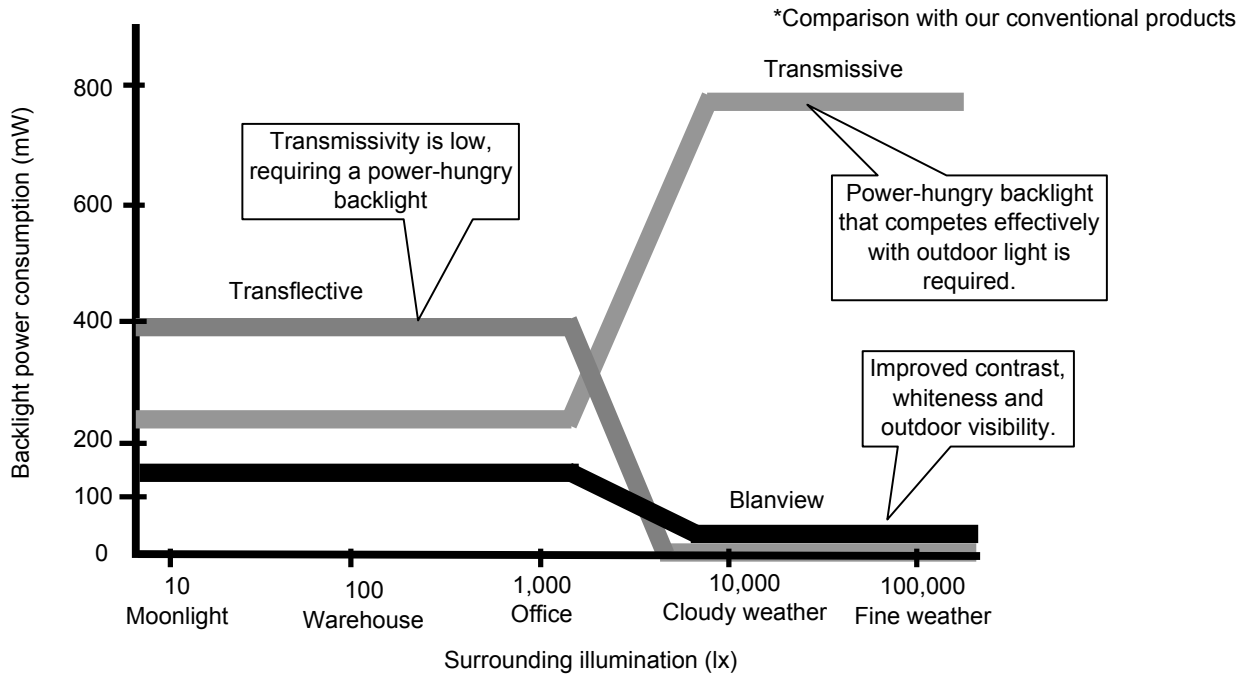 *Comparison with our conventional products
Backlight power consumption (mW)
800
600
400
200
100
0
Transmissive
Transmissivity is low,
requiring a power-hungry
backlight
Power-hungry backlight
that competes effectively
with outdoor light is
required.
Transflective
Improved contrast,
whiteness and
outdoor visibility.
Blanview
10
Moonlight
100
Warehouse
1,000
Office
10,000
Cloudy weather
100,000
Fine weather
Surrounding illumination (lx)